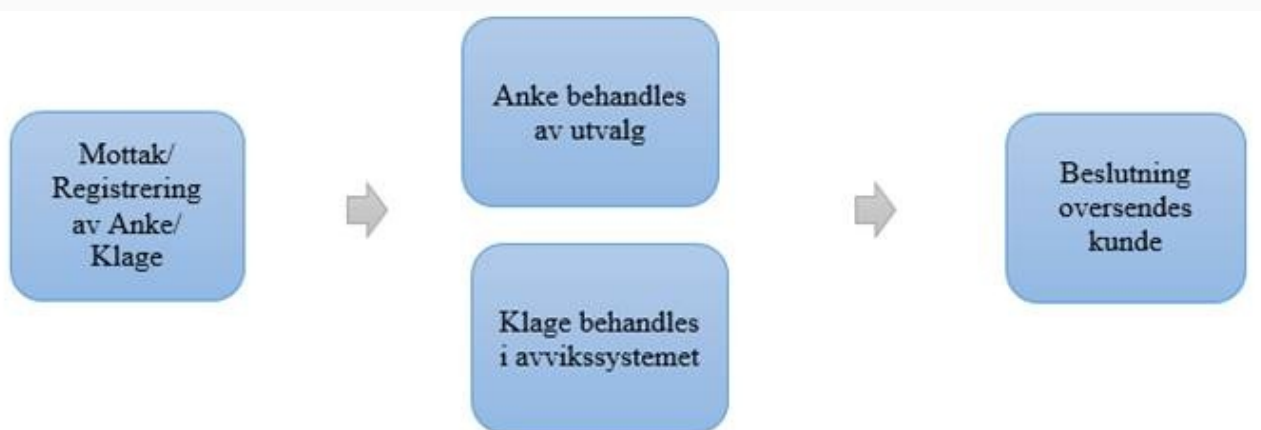 Mottak/
Registrering
av Anke/
Klage
Anke behandles
av utvalg
Klage behandles
i avvikssystemet
Beslutning
oversendes
kunde